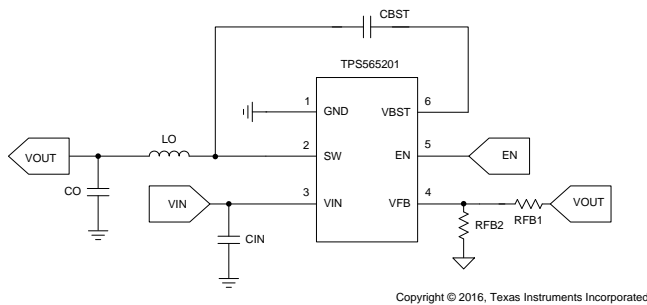 CBST
TPS565201
1 GND VBST 6
LO
VOUT 2 SW EN 5 EN
CO
VIN 3 VIN VFB 4 VOUT
RFB1
RFB2
CIN
Copyright © 2016, Texas Instruments Incorporated